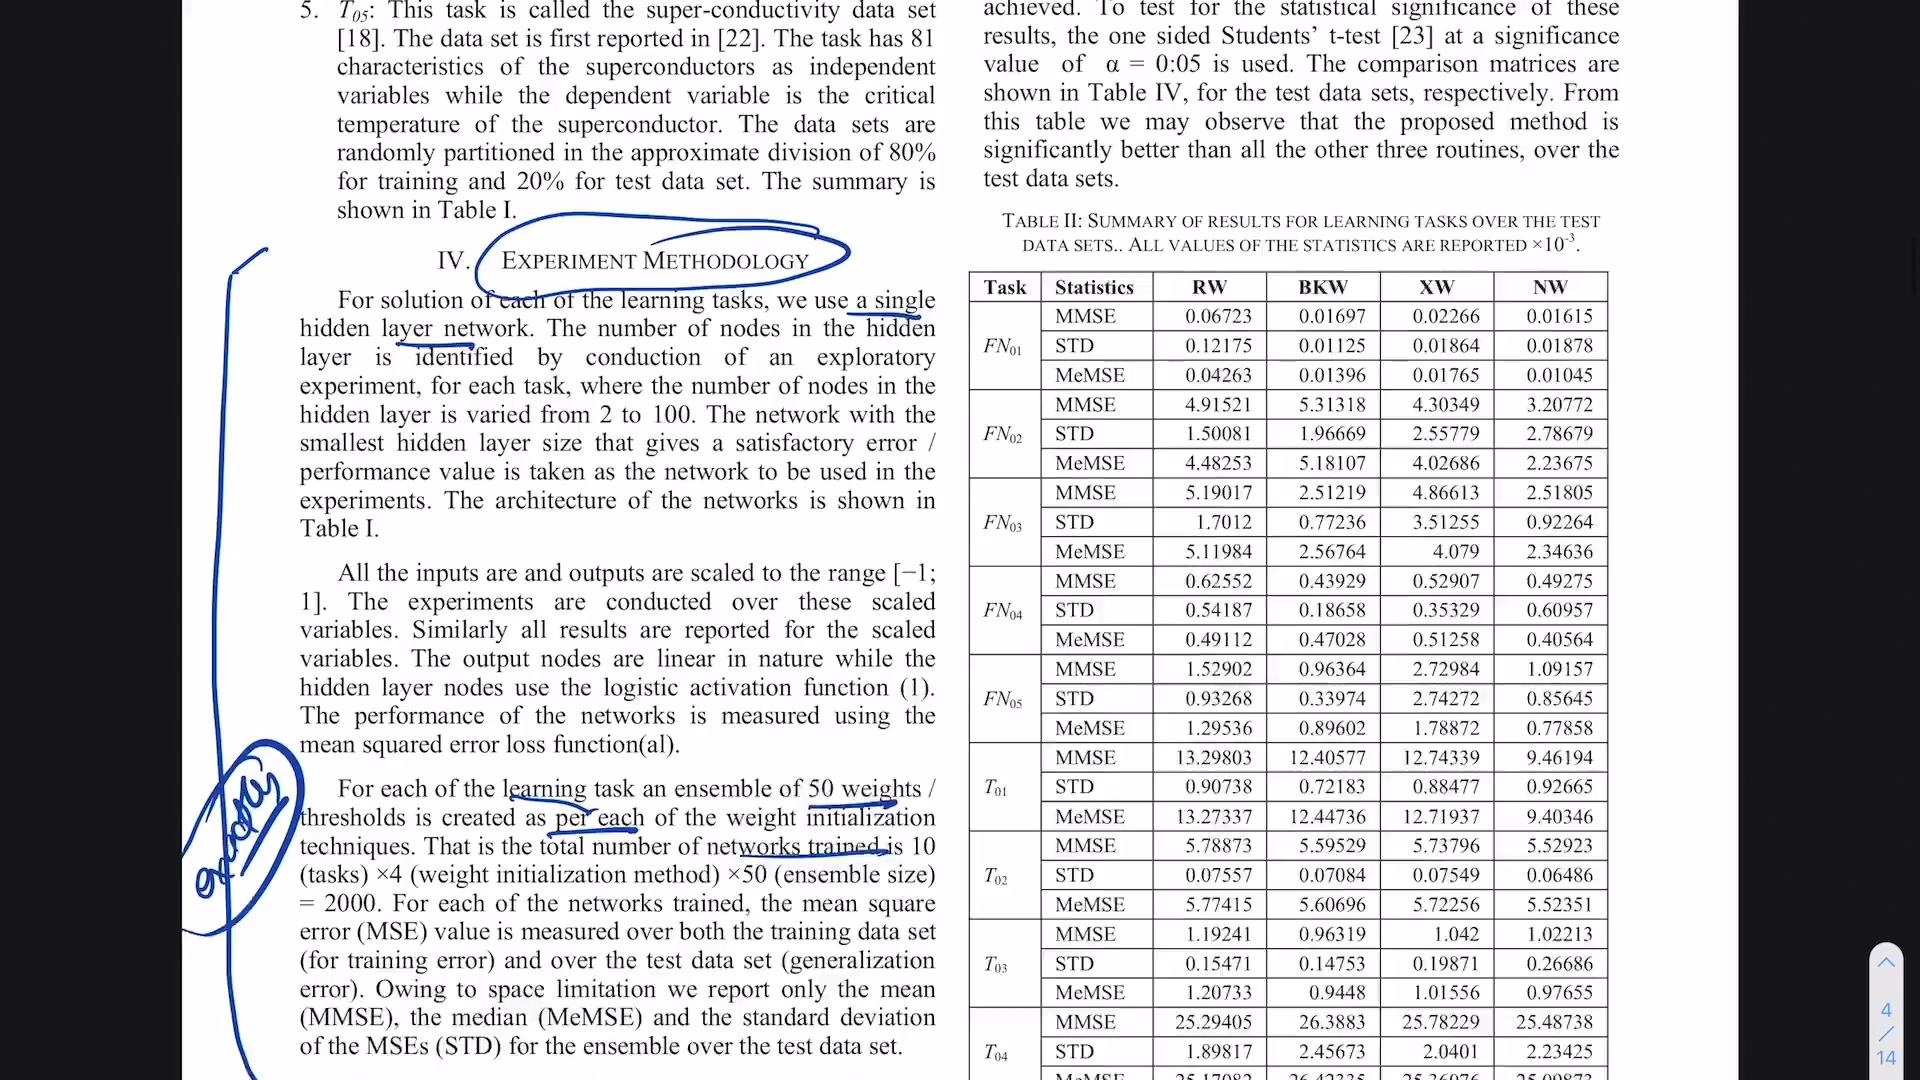 5. T05: This task is called the super-conductivity data set
[18]. The data set is first reported in [22]. The task has 81
characteristics of the superconductors as independent
variables while the dependent variable is the critical
temperature of the superconductor. The data sets are
randomly partitioned in the approximate division of 80%
for training and 20% for test data set. The summary is
shown in Table I.
IV. EXPERIMENT METHODOLOGY
For solution of each of the learning tasks, we use a single
hidden layer network. The number of nodes in the hidden
layer is identified by conduction of an exploratory
experiment, for each task, where the number of nodes in the
hidden layer is varied from 2 to 100. The network with the
smallest hidden layer size that gives a satisfactory error /
performance value is taken as the network to be used in the
experiments. The architecture of the networks is shown in
Table I.
All the inputs are and outputs are scaled to the range [−1;
1]. The experiments are conducted over these scaled
variables. Similarly all results are reported for the scaled
variables. The output nodes are linear in nature while the
hidden layer nodes use the logistic activation function (1).
The performance of the networks is measured using the
mean squared error loss function(al).
For each of the learning task an ensemble of 50 weights /
thresholds is created as per each of the weight initialization
techniques. That is the total number of networks trained is 10
(tasks) ×4 (weight initialization method) ×50 (ensemble size)
= 2000. For each of the networks trained, the mean square
error (MSE) value is measured over both the training data set
(for training error) and over the test data set (generalization
error). Owing to space limitation we report only the mean
(MMSE), the median (MeMSE) and the standard deviation
of the MSEs (STD) for the ensemble over the test data set.
achieved. To test for the statistical significance of these
results, the one sided Students’ t-test [23] at a significance
value of α = 0:05 is used. The comparison matrices are
shown in Table IV, for the test data sets, respectively. From
this table we may observe that the proposed method is
significantly better than all the other three routines, over the
test data sets.
TABLE II: SUMMARY OF RESULTS FOR LEARNING TASKS OVER THE TEST
DATA SETS.. ALL VALUES OF THE STATISTICS ARE REPORTED ×10-3.
Task Statistics RW BKW XW NW
MMSE 0.06723 0.01697 0.02266 0.01615
FN01 STD 0.12175 0.01125 0.01864 0.01878
MeMSE 0.04263 0.01396 0.01765 0.01045
MMSE 4.91521 5.31318 4.30349 3.20772
FN02 STD 1.50081 1.96669 2.55779 2.78679
MeMSE 4.48253 5.18107 4.02686 2.23675
MMSE 5.19017 2.51219 4.86613 2.51805
FN03 STD 1.7012 0.77236 3.51255 0.92264
MeMSE 5.11984 2.56764 4.079 2.34636
MMSE 0.62552 0.43929 0.52907 0.49275
FN04 STD 0.54187 0.18658 0.35329 0.60957
MeMSE 0.49112 0.47028 0.51258 0.40564
MMSE 1.52902 0.96364 2.72984 1.09157
FN05 STD 0.93268 0.33974 2.74272 0.85645
MeMSE 1.29536 0.89602 1.78872 0.77858
MMSE 13.29803 12.40577 12.74339 9.46194
T01 STD 0.90738 0.72183 0.88477 0.92665
MeMSE 13.27337 12.44736 12.71937 9.40346
MMSE 5.78873 5.59529 5.73796 5.52923
T02 STD 0.07557 0.07084 0.07549 0.06486
MeMSE 5.77415 5.60696 5.72256 5.52351
MMSE 1.19241 0.96319 1.042 1.02213
T03 STD 0.15471 0.14753 0.19871 0.26686
MeMSE 1.20733 0.9448 1.01556 0.97655
MMSE 25.29405 26.3883 25.78229 25.48738
T04 STD 1.89817 2.45673 2.0401 2.23425
4
/
14